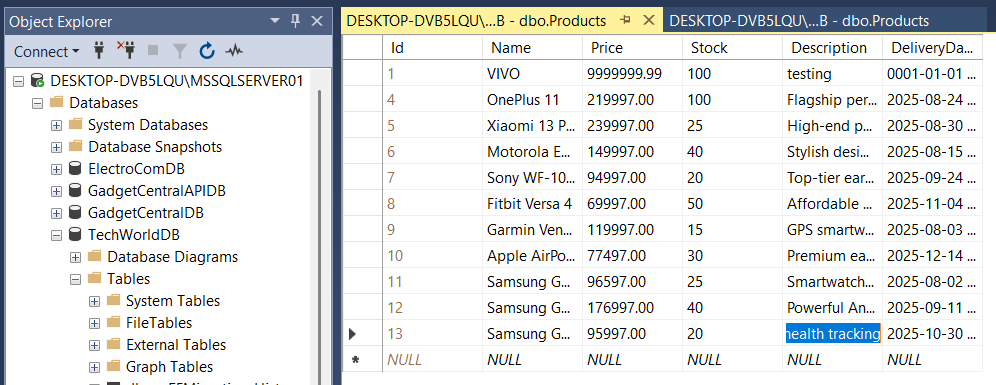 Object Explorer
Connect
DESKTOP-DVB5LQU\MSSQLSERVER01
Databases
System Databases
Database Snapshots
ElectroComDB
GadgetCentralAPIDB
GadgetCentralDB
TechWorldDB
Database Diagrams
Tables
System Tables
FileTables
External Tables
Graph Tables
DESKTOP-DVB5LQU\...B - dbo.Products
DESKTOP-DVB5LQU\...B - dbo.Products
Id Name Price Stock Description DeliveryDa...
1 VIVO 9999999.99 100 testing 0001-01-01 ...
4 OnePlus 11 219997.00 100 Flagship per... 2025-08-24 ...
5 Xiaomi 13 P... 239997.00 25 High-end p... 2025-08-30 ...
6 Motorola E... 149997.00 40 Stylish desi... 2025-08-15 ...
7 Sony WF-10... 94997.00 20 Top-tier ear... 2025-09-24 ...
8 Fitbit Versa 4 69997.00 50 Affordable ... 2025-11-04 ...
9 Garmin Ven... 119997.00 15 GPS smartw... 2025-08-03 ...
10 Apple AirPo... 77497.00 30 Premium ea... 2025-12-14 ...
11 Samsung G... 96597.00 25 Smartwatch... 2025-08-02 ...
12 Samsung G... 176997.00 40 Powerful An... 2025-09-11 ...
13 Samsung G... 95997.00 20 health tracking 2025-10-30 ...
NULL NULL NULL NULL NULL NULL